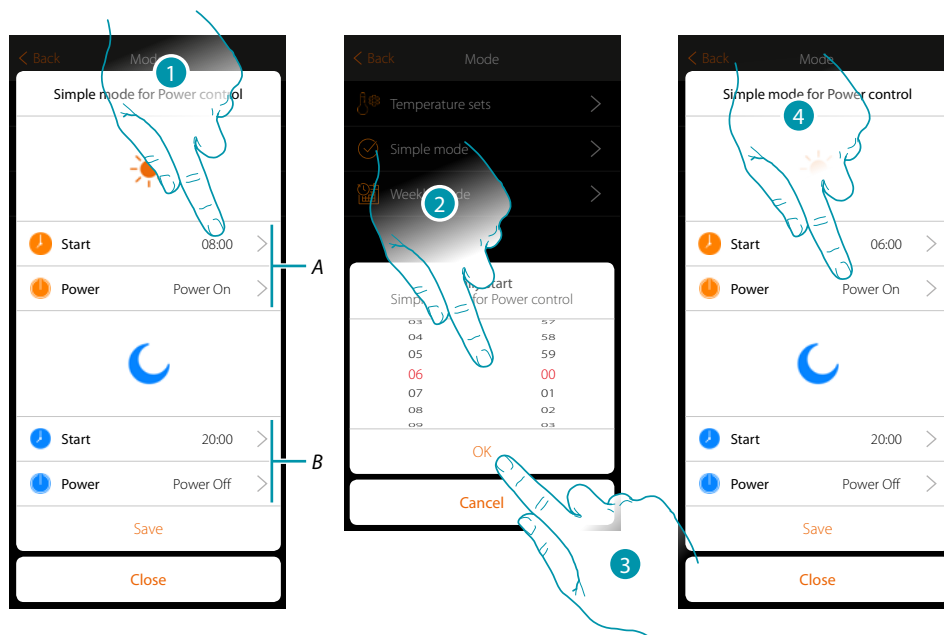 < Back
1
Simple mode for Power control
Start 08:00 >
Power Power On >
A
Start 20:00 >
Power Power Off >
B
Save
Close
< Back Mode
Temperature sets >
Simple mode >
>
2
Simp for Power control
03 57
04 58
05 59
06 00
07 01
08 02
09 03
OK
Cancel
3
< Back Mode
Simple mode for Power control
4
Start 06:00 >
Power Power On >
Start 20:00 >
Power Power Off >
Save
Close